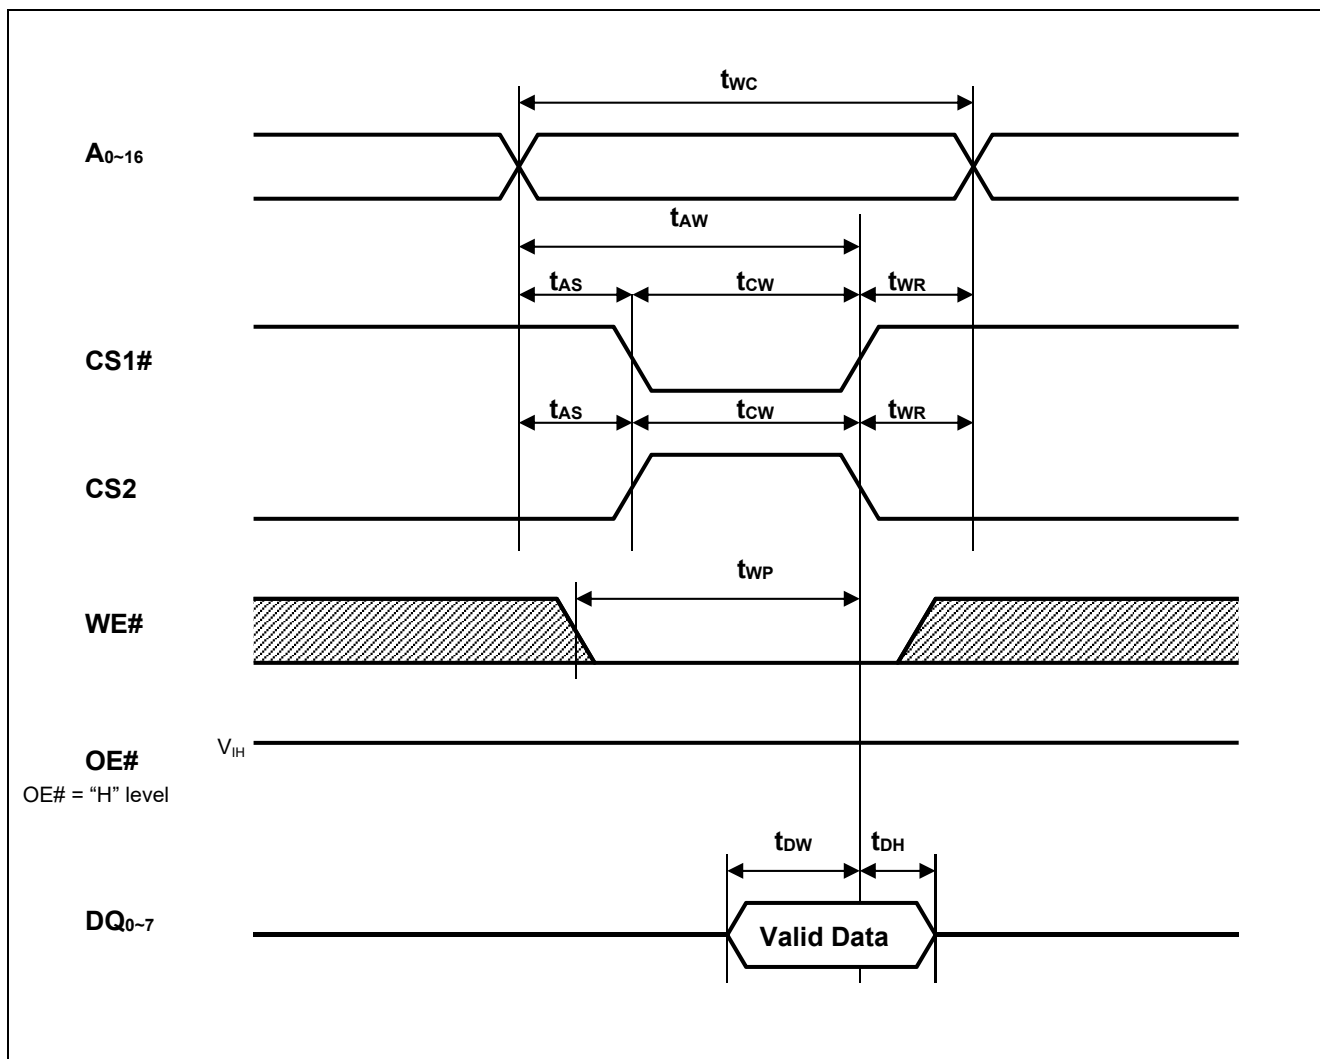 tWC
A0~16
tAW
tAS tCW tWR
CS1#
tAS tCW tWR
CS2
tWP
WE#
VIH
OE#
OE# = “H” level
tDW tDH
DQ0~7
Valid Data